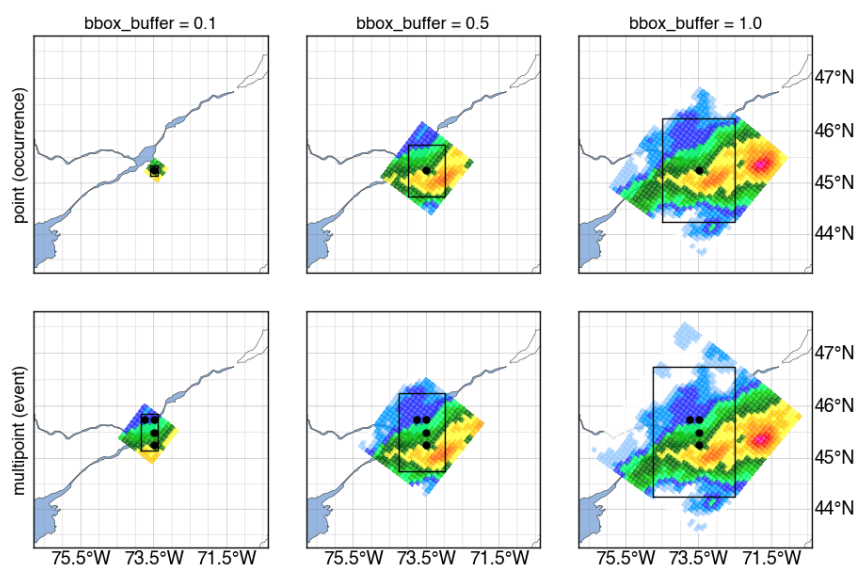 bbox_buffer = 0.1
bbox_buffer = 0.5
bbox_buffer = 1.0
point (occurrence)
47°N
46°N
45°N
44°N
multipoint (event)
47°N
46°N
45°N
44°N
75.5°W 73.5°W 71.5°W
75.5°W 73.5°W 71.5°W
75.5°W 73.5°W 71.5°W